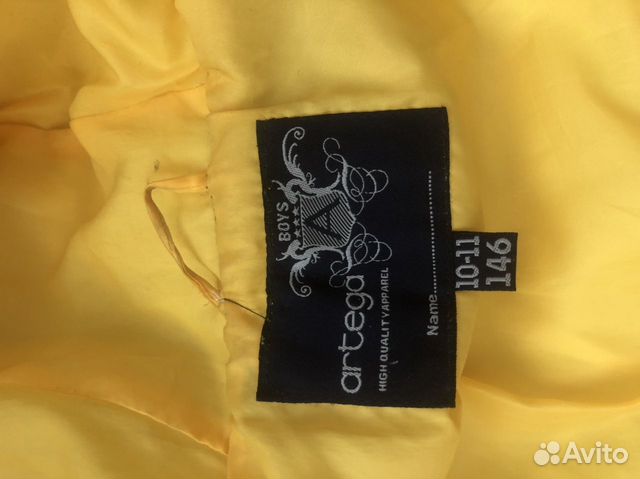 BOYS
A
artega
HIGH QUALITY APPAREL
Name..............................
10-11
146
Avito